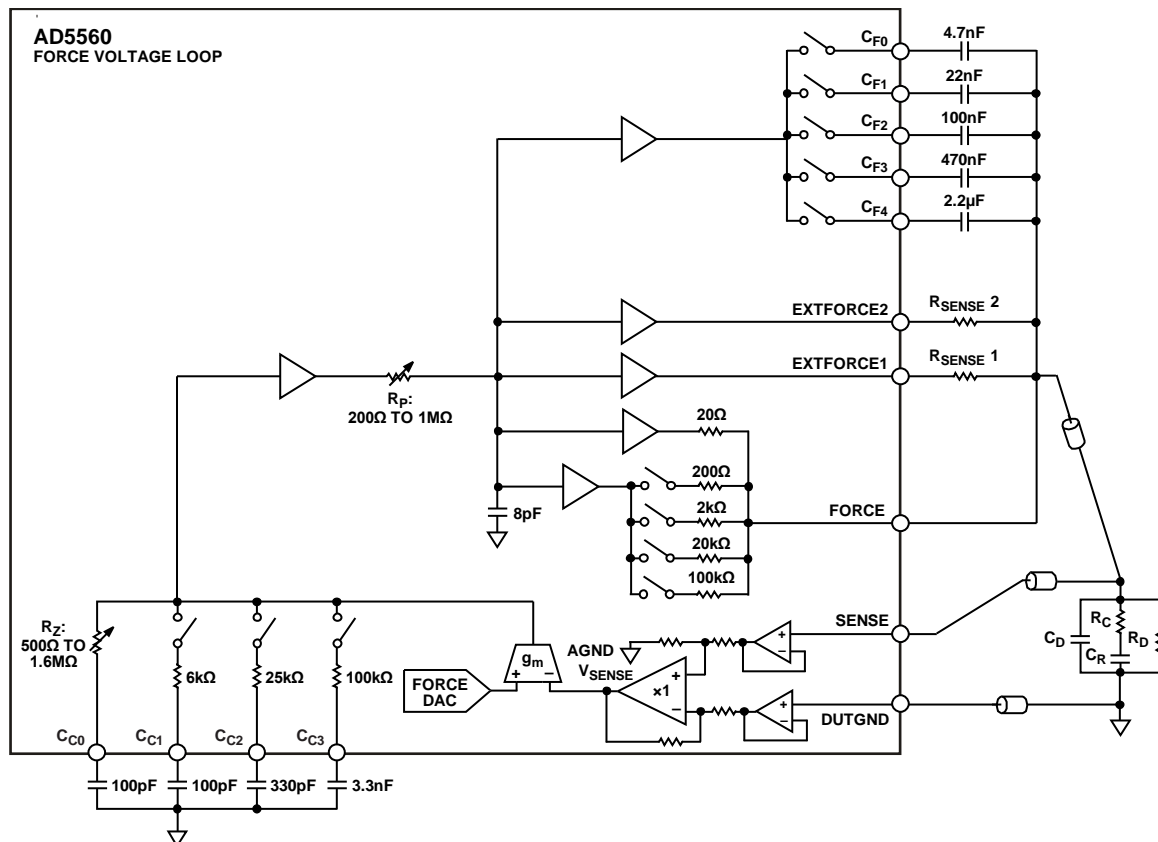 AD5560
FORCE VOLTAGE LOOP
CF0
4.7nF
CF1
22nF
CF2
100nF
CF3
470nF
CF4
2.2µF
EXTFORCE2
RSENSE 2
EXTFORCE1
RSENSE 1
RP:
200Ω TO 1MΩ
20Ω
200Ω
8pF
2kΩ
FORCE
20kΩ
100kΩ
RZ:
500Ω TO
1.6MΩ
6kΩ
25kΩ
100kΩ
gm
+ −
FORCE
DAC
AGND
VSENSE
×1
+
−
+
−
+
−
SENSE
DUTGND
CD
RC
CR
RD
CC0
CC1
CC2
CC3
100pF
100pF
330pF
3.3nF